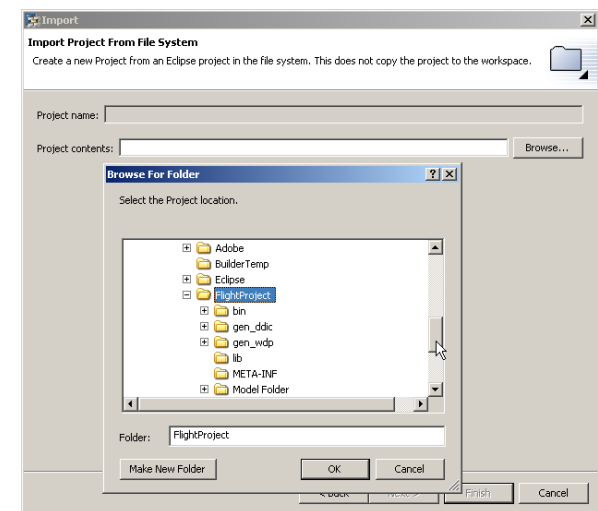 Import
Import Project From File System
Create a new Project from an Eclipse project in the file system. This does not copy the project to the workspace.
Project name:
Project contents:
Browse...
Browse For Folder
Select the Project location.
Adobe
BuilderTemp
Eclipse
FlightProject
bin
gen_ddic
gen_wdp
lib
META-INF
Model Folder
Folder: FlightProject
Make New Folder OK Cancel
< Back Next > Finish Cancel